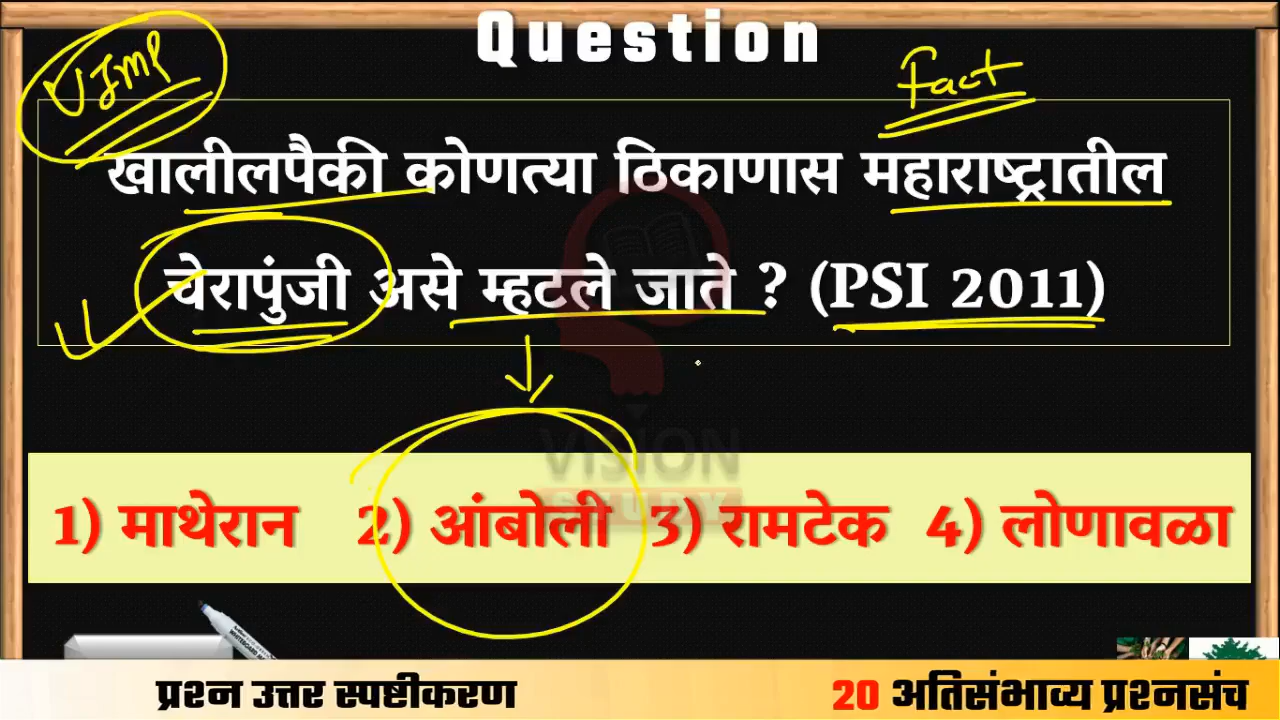 Question
VIMP
Fact
खालीलपैकी कोणत्या ठिकाणास महाराष्ट्रातील
चेरापुंजी असे म्हटले जाते ? (PSI 2011)
VISION
STUDY
1) माथेरान 2) आंबोली 3) रामटेक 4) लोणावळा
प्रश्न उत्तर स्पष्टीकरण
20 अतिसंभाव्य प्रश्नसंच